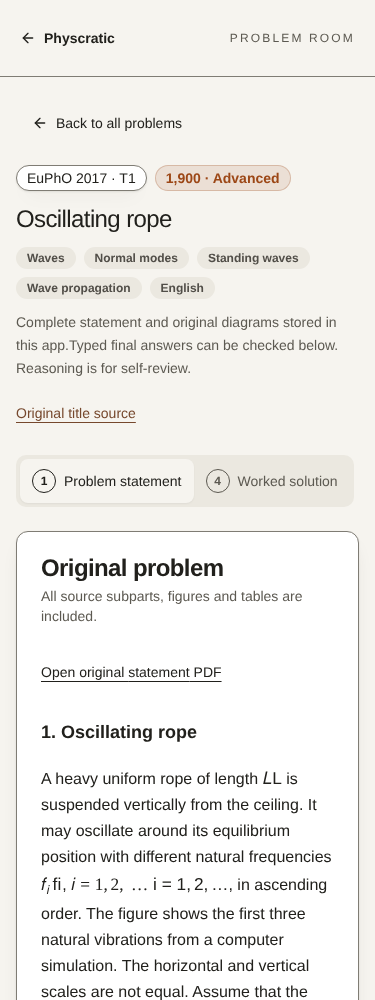 Physcratic
PROBLEM ROOM
Back to all problems
EuPhO 2017 · T1
1,900 · Advanced
Oscillating rope
Waves
Normal modes
Standing waves
Wave propagation
English
Complete statement and original diagrams stored in
this app.Typed final answers can be checked below.
Reasoning is for self-review.
Original title source
1 Problem statement
4 Worked solution
Original problem
All source subparts, figures and tables are
included.
Open original statement PDF
1. Oscillating rope
A heavy uniform rope of length LL is
suspended vertically from the ceiling. It
may oscillate around its equilibrium
position with different natural frequencies
f_i fi, i = 1, 2, … i = 1, 2, …, in ascending
order. The figure shows the first three
natural vibrations from a computer
simulation. The horizontal and vertical
scales are not equal. Assume that the